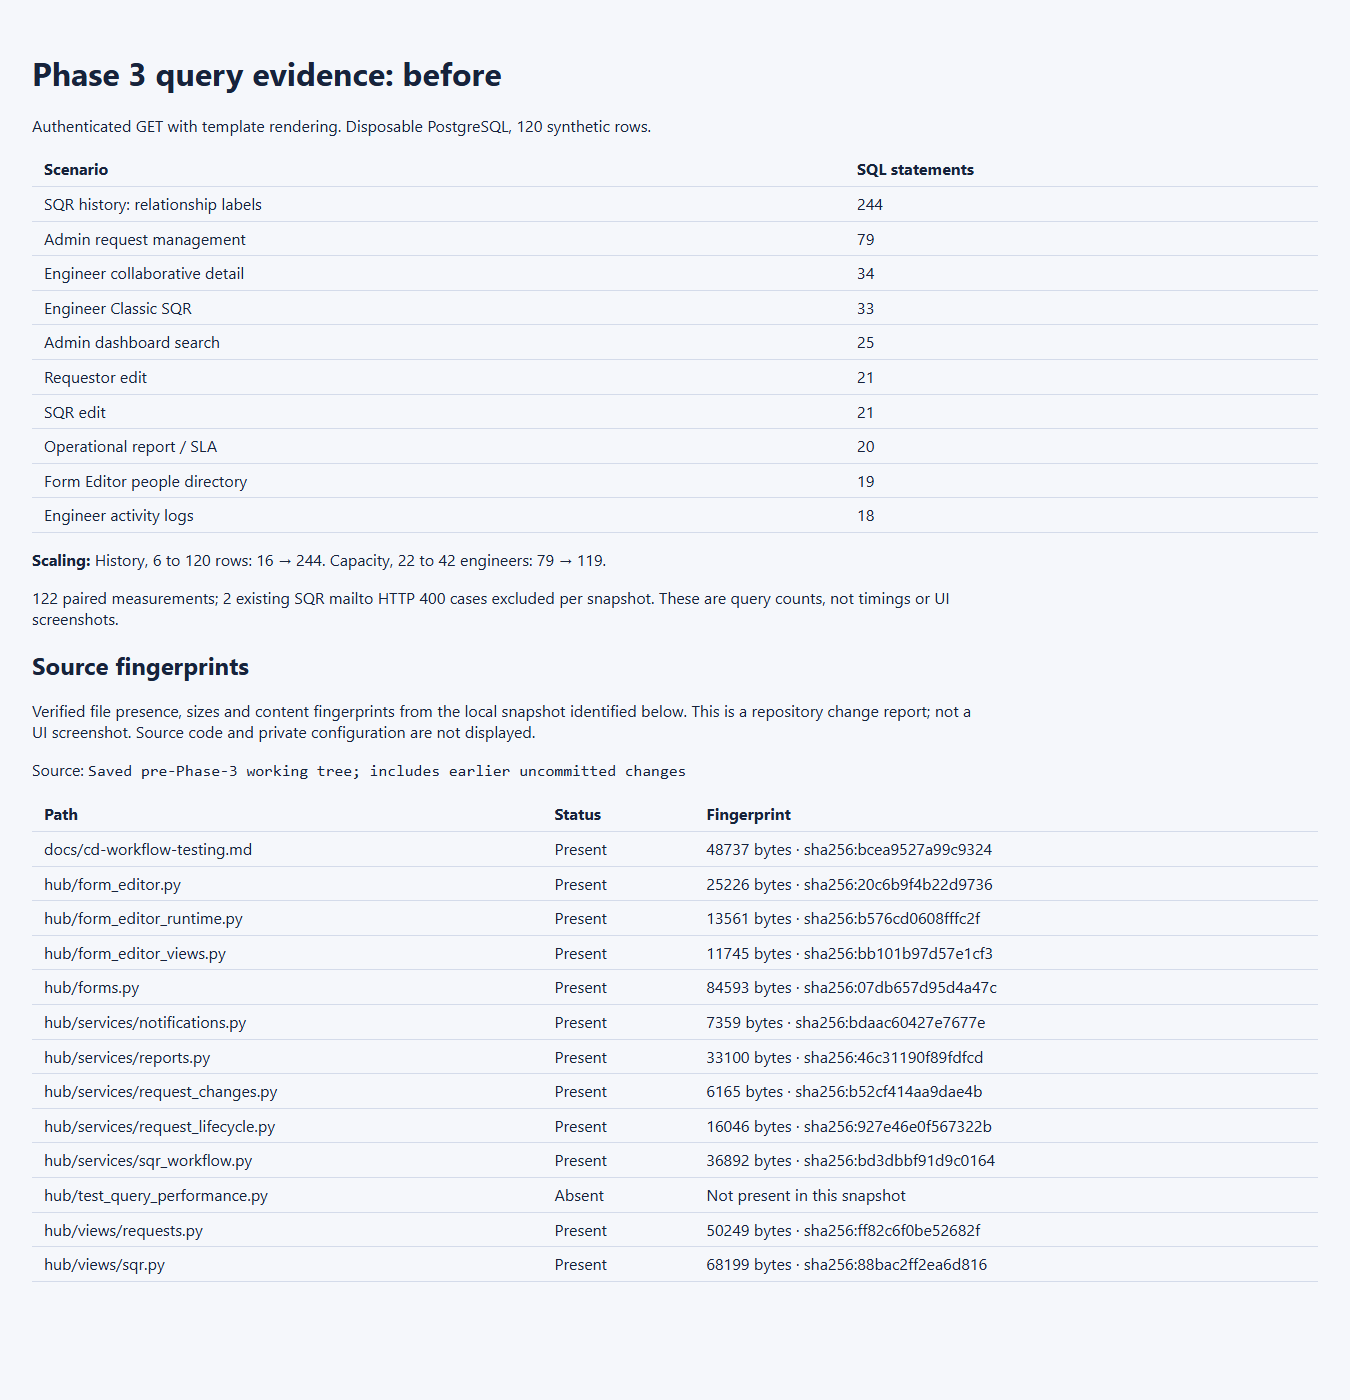 Phase 3 query evidence: before
Authenticated GET with template rendering. Disposable PostgreSQL, 120 synthetic rows.
Scenario SQL statements
SQR history: relationship labels 244
Admin request management 79
Engineer collaborative detail 34
Engineer Classic SQR 33
Admin dashboard search 25
Requestor edit 21
SQR edit 21
Operational report / SLA 20
Form Editor people directory 19
Engineer activity logs 18
Scaling: History, 6 to 120 rows: 16 → 244. Capacity, 22 to 42 engineers: 79 → 119.
122 paired measurements; 2 existing SQR mailto HTTP 400 cases excluded per snapshot. These are query counts, not timings or UI
screenshots.
Source fingerprints
Verified file presence, sizes and content fingerprints from the local snapshot identified below. This is a repository change report; not a
UI screenshot. Source code and private configuration are not displayed.
Source: Saved pre-Phase-3 working tree; includes earlier uncommitted changes
Path Status Fingerprint
docs/cd-workflow-testing.md Present 48737 bytes · sha256:bcea9527a99c9324
hub/form_editor.py Present 25226 bytes · sha256:20c6b9f4b22d9736
hub/form_editor_runtime.py Present 13561 bytes · sha256:b576cd0608fffc2f
hub/form_editor_views.py Present 11745 bytes · sha256:bb101b97d57e1cf3
hub/forms.py Present 84593 bytes · sha256:07db657d95d4a47c
hub/services/notifications.py Present 7359 bytes · sha256:bdaac60427e7677e
hub/services/reports.py Present 33100 bytes · sha256:46c31190f89fdfcd
hub/services/request_changes.py Present 6165 bytes · sha256:b52cf414aa9dae4b
hub/services/request_lifecycle.py Present 16046 bytes · sha256:927e46e0f567322b
hub/services/sqr_workflow.py Present 36892 bytes · sha256:bd3dbbf91d9c0164
hub/test_query_performance.py Absent Not present in this snapshot
hub/views/requests.py Present 50249 bytes · sha256:ff82c6f0be52682f
hub/views/sqr.py Present 68199 bytes · sha256:88bac2ff2ea6d816